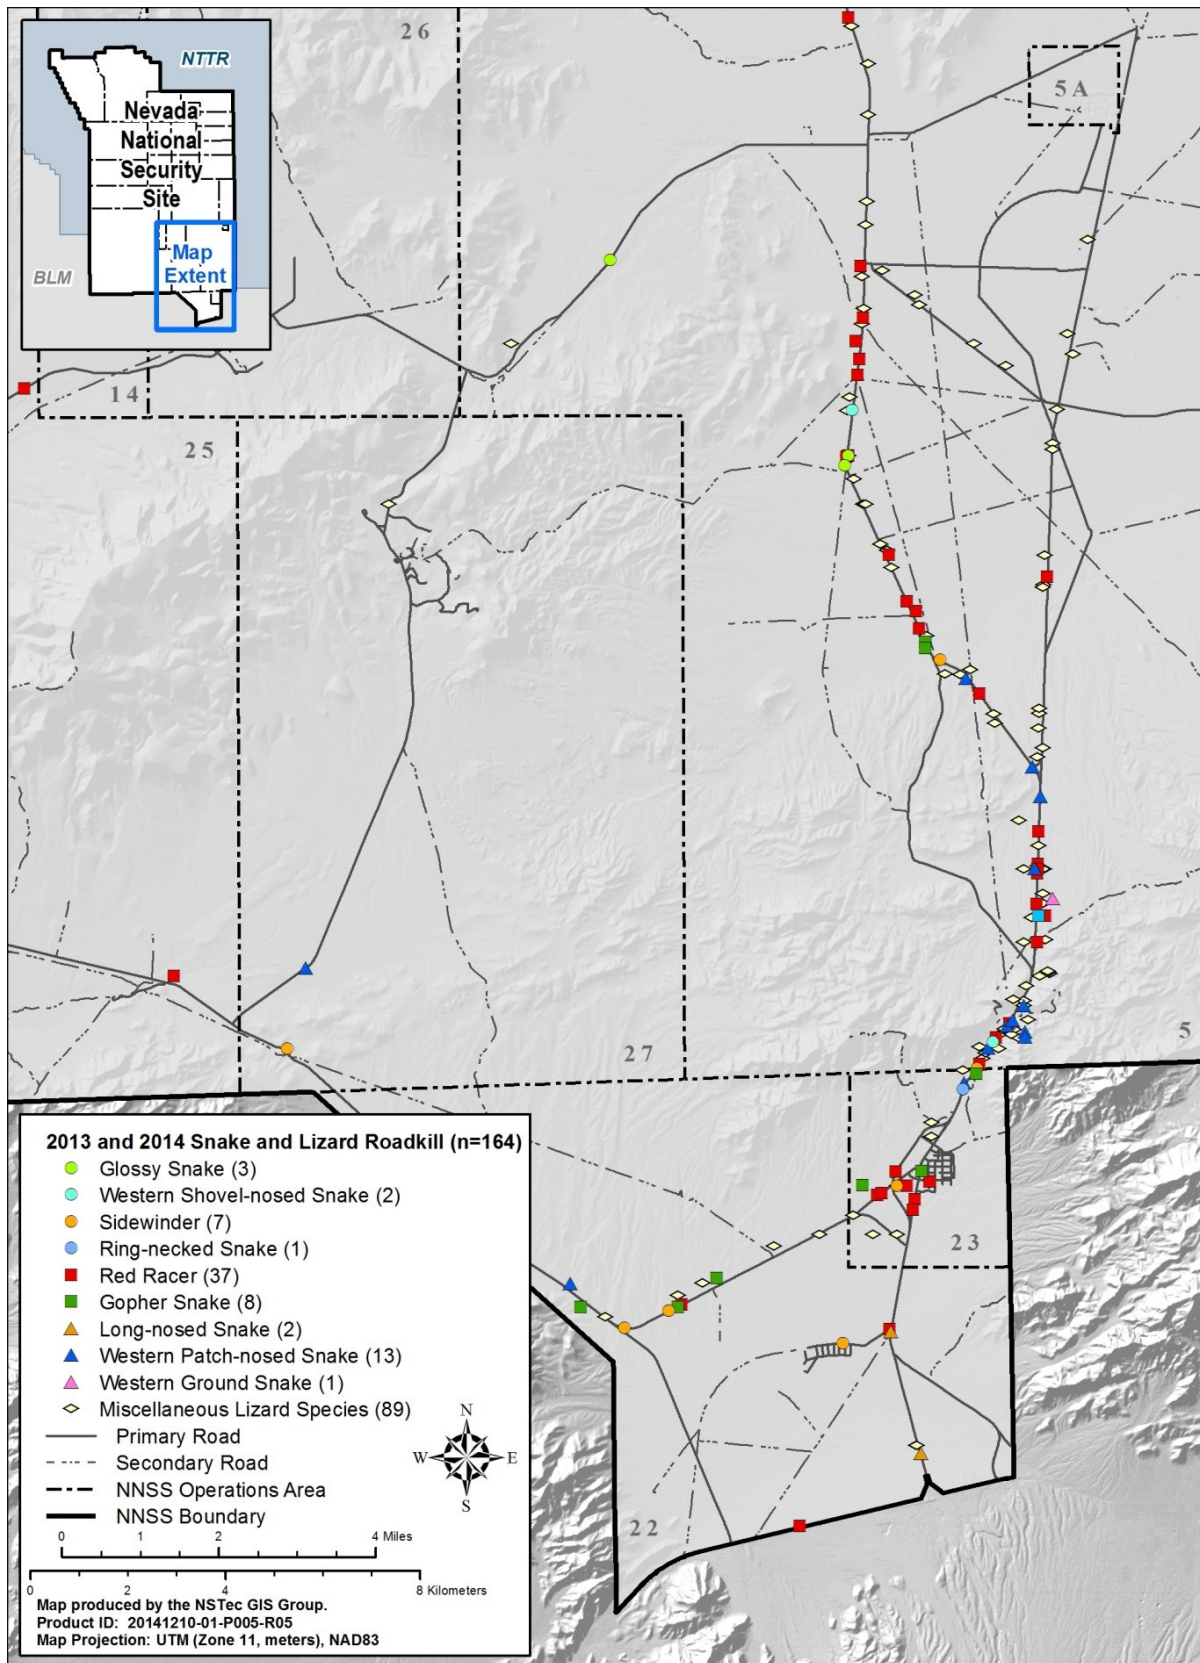 26
NTTR
5A
Nevada
National
Security
Site
Map
Extent
BLM
14
25
27
5
23
2013 and 2014 Snake and Lizard Roadkill (n=164)
Glossy Snake (3)
Western Shovel-nosed Snake (2)
Sidewinder (7)
Ring-necked Snake (1)
Red Racer (37)
Gopher Snake (8)
Long-nosed Snake (2)
Western Patch-nosed Snake (13)
Western Ground Snake (1)
Miscellaneous Lizard Species (89)
Primary Road
Secondary Road
NNSS Operations Area
NNSS Boundary
N
W E
S
22
0 1 2 4 Miles
0 2 4 8 Kilometers
Map produced by the NSTec GIS Group.
Product ID: 20141210-01-P005-R05
Map Projection: UTM (Zone 11, meters), NAD83